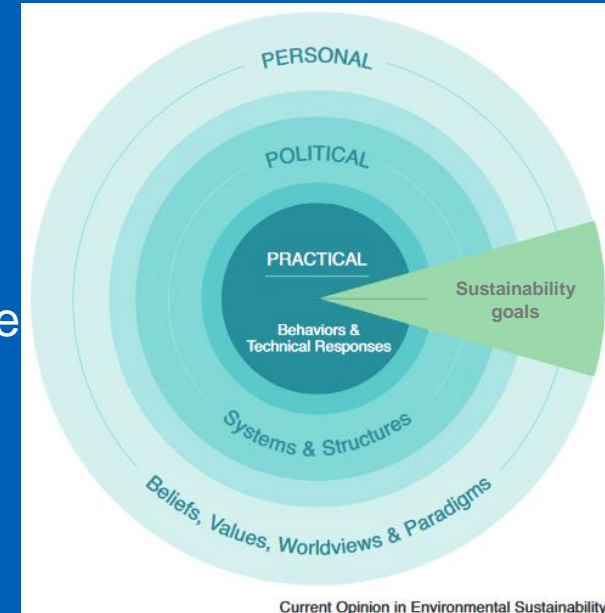 PERSONAL
POLITICAL
PRACTICAL
Behaviors &
Technical Responses
Sustainability
goals
Systems & Structures
Beliefs, Values, Worldviews & Paradigms
e
Current Opinion in Environmental Sustainability